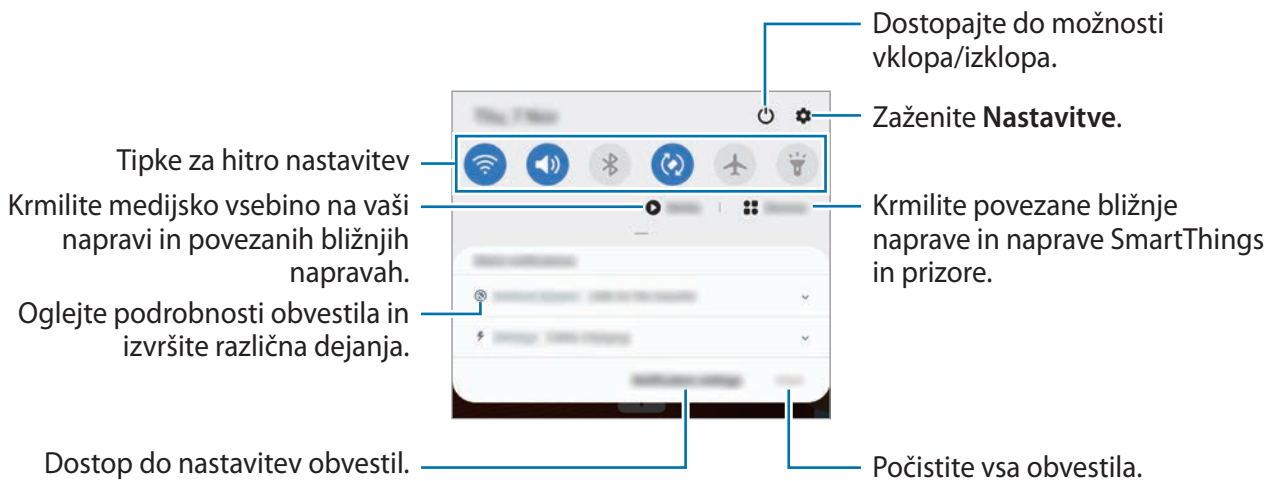 Dostopajte do možnosti
vklopa/izklopa.
Zaženite Nastavitve.
Tipke za hitro nastavitev
Krmilite medijsko vsebino na vaši
napravi in povezanih bližnjih
napravah.
Krmilite povezane bližnje
naprave in naprave SmartThings
in prizore.
Oglejte podrobnosti obvestila in
izvršite različna dejanja.
Dostop do nastavitev obvestil.
Počistite vsa obvestila.